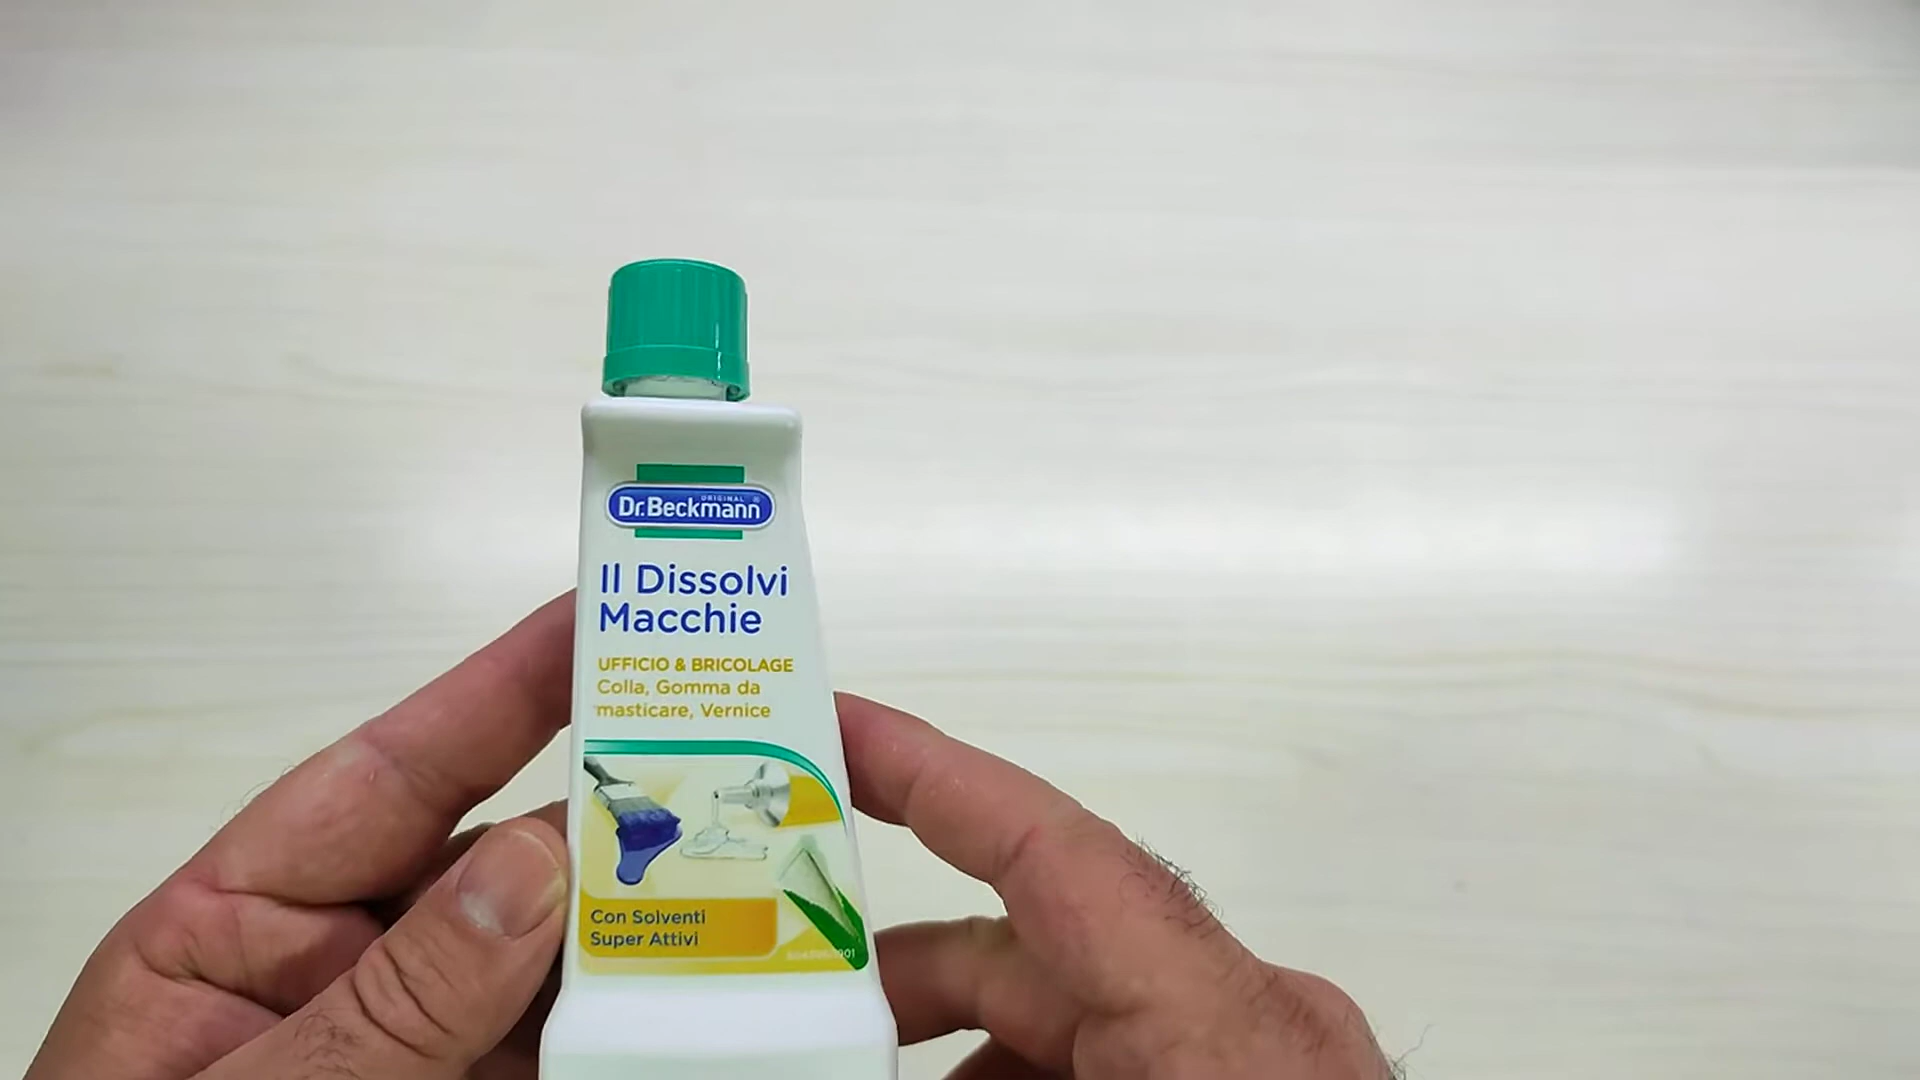 ORIGINAL
Dr.Beckmann
Il Dissolvi
Macchie
UFFICIO & BRICOLAGE
Colla, Gomma da
masticare, Vernice
Con Solventi
Super Attivi